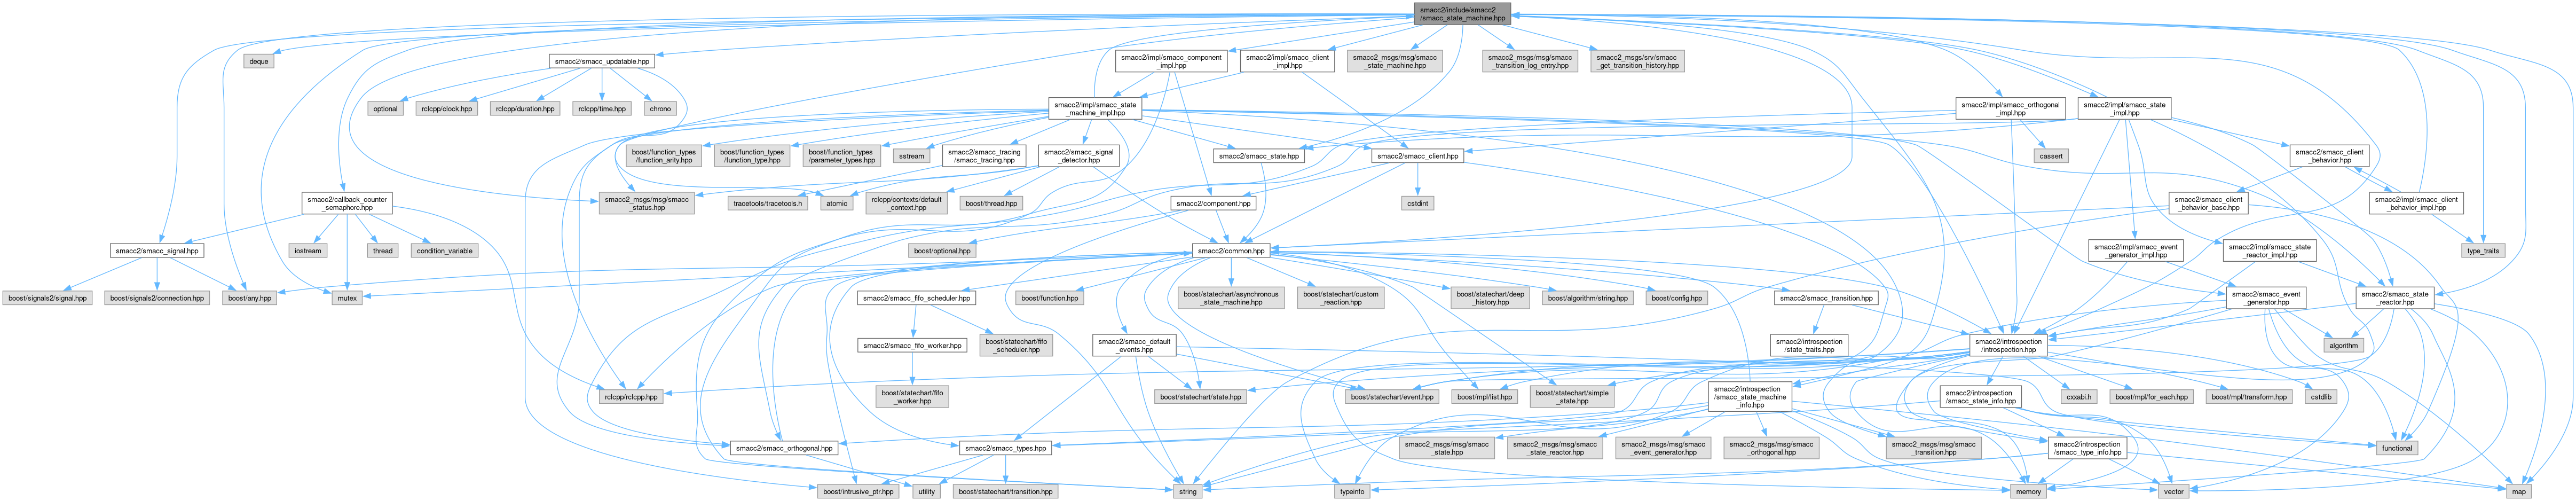 smacc2/include/smacc2
/smacc_state_machine.hpp
deque
smacc2/smacc_updatable.hpp
smacc2/impl/smacc_component
_impl.hpp
smacc2/impl/smacc_client
_impl.hpp
smacc2_msgs/msg/smacc
_state_machine.hpp
smacc2_msgs/msg/smacc
_transition_log_entry.hpp
smacc2_msgs/srv/smacc
_get_transition_history.hpp
optional
rclcpp/clock.hpp
rclcpp/duration.hpp
rclcpp/time.hpp
chrono
smacc2/impl/smacc_state
_machine_impl.hpp
smacc2/impl/smacc_orthogonal
_impl.hpp
smacc2/impl/smacc_state
_impl.hpp
boost/function_types
/function_arity.hpp
boost/function_types
/function_type.hpp
boost/function_types
/parameter_types.hpp
sstream
smacc2/smacc_tracing
/smacc_tracing.hpp
smacc2/smacc_signal
_detector.hpp
smacc2/smacc_state.hpp
smacc2/smacc_client.hpp
cassert
smacc2/smacc_client
_behavior.hpp
smacc2/callback_counter
_semaphore.hpp
smacc2_msgs/msg/smacc
_status.hpp
tracetools/tracetools.h
atomic
rclcpp/contexts/default
_context.hpp
boost/thread.hpp
smacc2/component.hpp
cstdint
smacc2/smacc_client
_behavior_base.hpp
smacc2/impl/smacc_client
_behavior_impl.hpp
smacc2/smacc_signal.hpp
iostream
thread
condition_variable
boost/optional.hpp
smacc2/common.hpp
smacc2/impl/smacc_event
_generator_impl.hpp
smacc2/impl/smacc_state
_reactor_impl.hpp
type_traits
boost/signals2/signal.hpp
boost/signals2/connection.hpp
boost/any.hpp
mutex
smacc2/smacc_fifo_scheduler.hpp
boost/function.hpp
boost/statechart/asynchronous
_state_machine.hpp
boost/statechart/custom
_reaction.hpp
boost/statechart/deep
_history.hpp
boost/algorithm/string.hpp
boost/config.hpp
smacc2/smacc_transition.hpp
smacc2/smacc_event
_generator.hpp
smacc2/smacc_state
_reactor.hpp
smacc2/smacc_fifo_worker.hpp
boost/statechart/fifo
_scheduler.hpp
smacc2/smacc_default
_events.hpp
smacc2/introspection
/state_traits.hpp
smacc2/introspection
/introspection.hpp
algorithm
rclcpp/rclcpp.hpp
boost/statechart/fifo
_worker.hpp
boost/statechart/state.hpp
boost/statechart/event.hpp
boost/mpl/list.hpp
boost/statechart/simple
_state.hpp
smacc2/introspection
/smacc_state_machine
_info.hpp
smacc2/introspection
/smacc_state_info.hpp
cxxabi.h
boost/mpl/for_each.hpp
boost/mpl/transform.hpp
cstdlib
smacc2/smacc_orthogonal.hpp
smacc2/smacc_types.hpp
smacc2_msgs/msg/smacc
_state.hpp
smacc2_msgs/msg/smacc
_state_reactor.hpp
smacc2_msgs/msg/smacc
_event_generator.hpp
smacc2_msgs/msg/smacc
_orthogonal.hpp
smacc2_msgs/msg/smacc
_transition.hpp
smacc2/introspection
/smacc_type_info.hpp
functional
boost/intrusive_ptr.hpp
utility
boost/statechart/transition.hpp
string
typeinfo
memory
vector
map